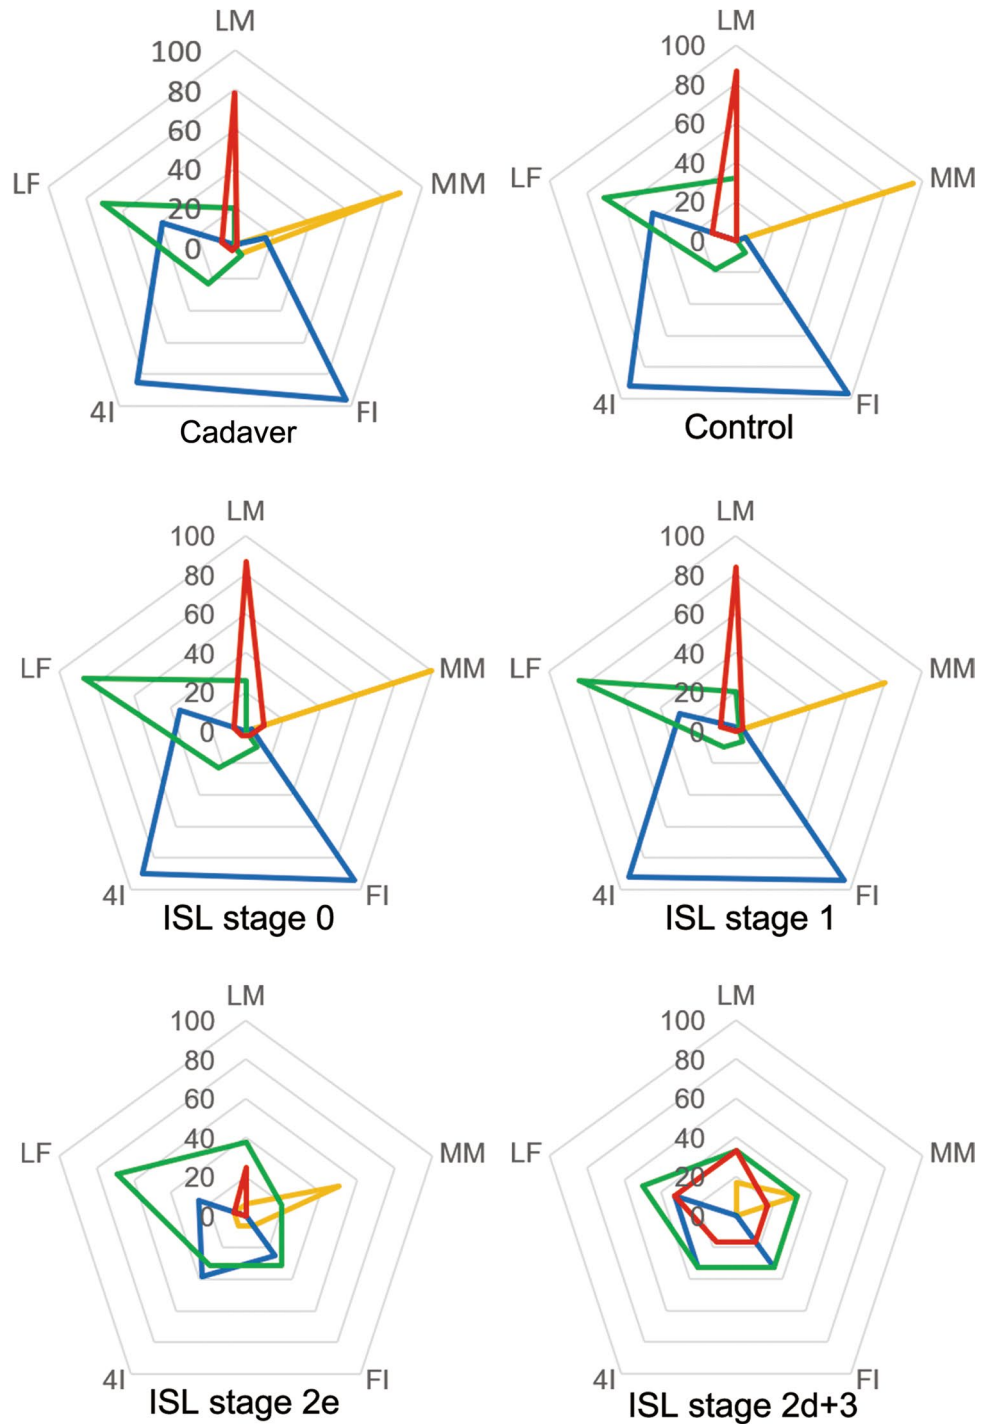 LM LM
100 100
80 80
60 60
LF 40 MM LF 40 MM
20 20
0 0
4I FI 4I FI
Cadaver Control
LM LM
100 100
80 80
60 60
LF 40 MM LF 40 MM
20 20
0 0
4I FI 4I FI
ISL stage 0 ISL stage 1
LM LM
100 100
80 80
60 60
LF 40 MM LF 40 MM
20 20
0 0
4I FI 4I FI
ISL stage 2e ISL stage 2d+3